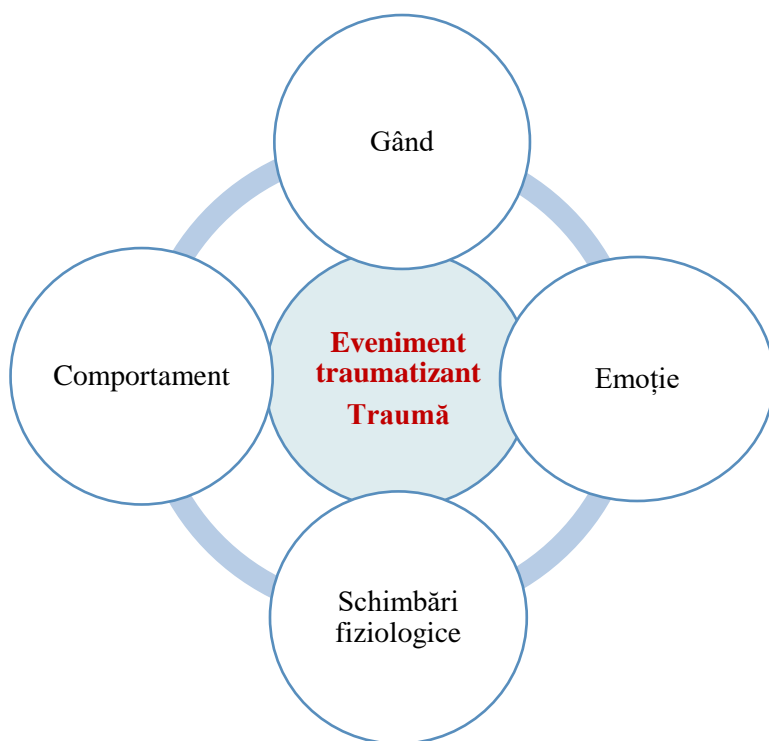 Gând
Comportament
Eveniment
traumatizant
Traumă
Emoție
Schimbări
fiziologice